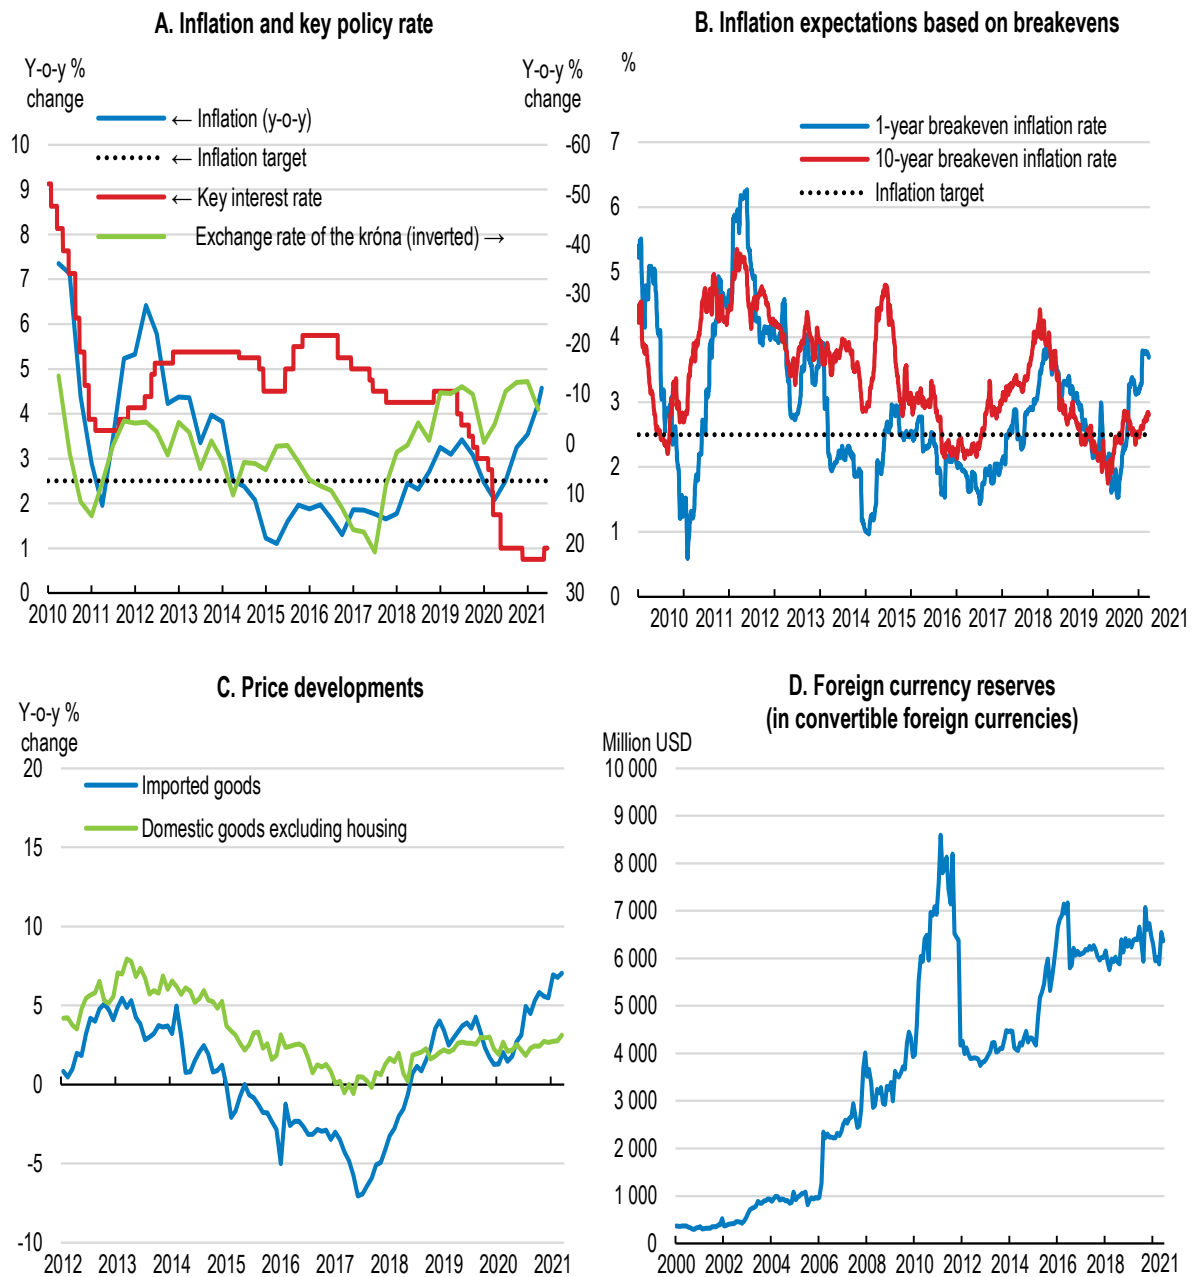 A. Inflation and key policy rate
Y-o-y %
change
Y-o-y %
change
← Inflation (y-o-y)
← Inflation target
← Key interest rate
Exchange rate of the króna (inverted) →
10
9
8
7
6
5
4
3
2
1
0
-60
-50
-40
-30
-20
-10
0
10
20
30
2010 2011 2012 2013 2014 2015 2016 2017 2018 2019 2020 2021
B. Inflation expectations based on breakevens
%
1-year breakeven inflation rate
10-year breakeven inflation rate
Inflation target
7
6
5
4
3
2
1
0
2010 2011 2012 2013 2014 2015 2016 2017 2018 2019 2020 2021
C. Price developments
Y-o-y %
change
Imported goods
Domestic goods excluding housing
20
15
10
5
0
-5
-10
2012 2013 2014 2015 2016 2017 2018 2019 2020 2021
D. Foreign currency reserves
(in convertible foreign currencies)
Million USD
10 000
9 000
8 000
7 000
6 000
5 000
4 000
3 000
2 000
1 000
0
2000 2002 2004 2006 2008 2010 2012 2014 2016 2018 2021